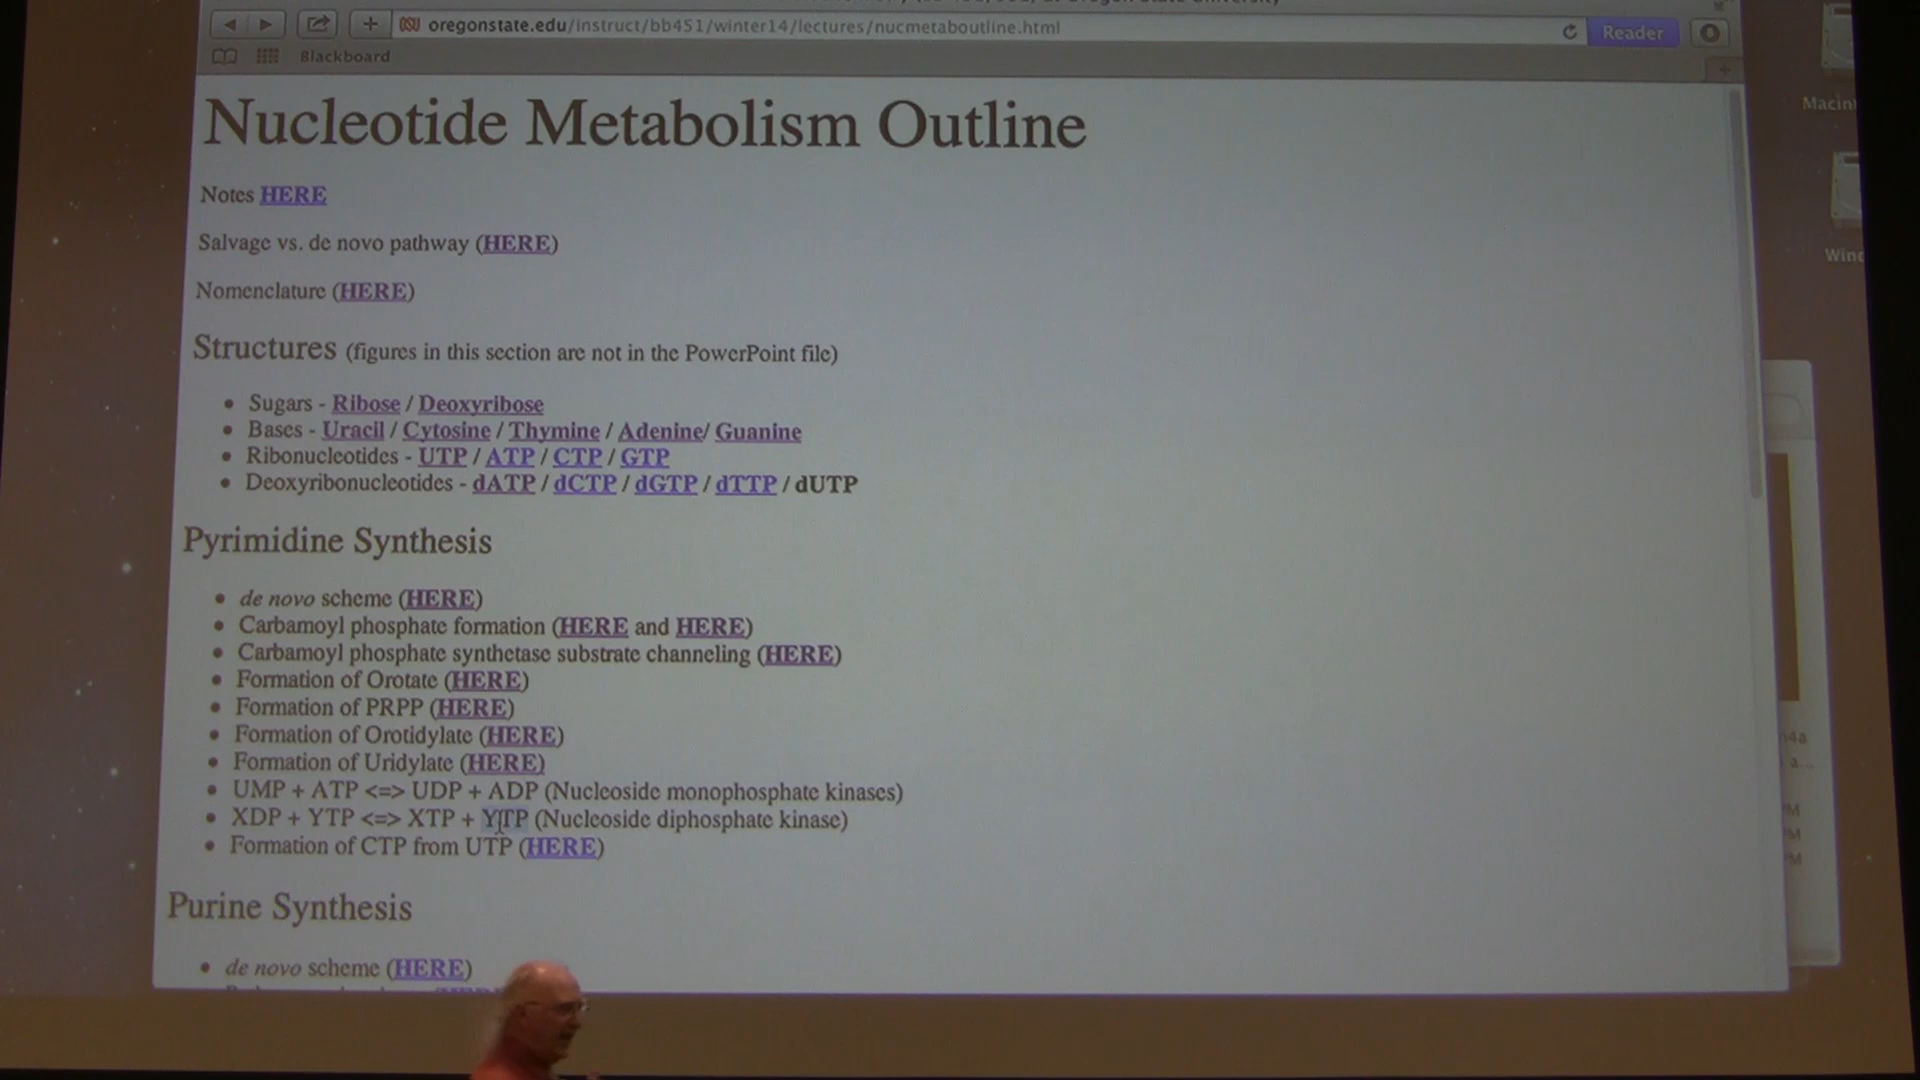 oregonstate.edu/instruct/bb451/winter14/lectures/nucmetaboutline.html
Reader
Blackboard
Macint
Nucleotide Metabolism Outline
Notes HERE
Salvage vs. de novo pathway (HERE)
Wind
Nomenclature (HERE)
Structures (figures in this section are not in the PowerPoint file)
• Sugars - Ribose / Deoxyribose
• Bases - Uracil / Cytosine / Thymine / Adenine/ Guanine
• Ribonucleotides - UTP / ATP / CTP / GTP
• Deoxyribonucleotides - dATP / dCTP / dGTP / dTTP / dUTP
Pyrimidine Synthesis
• de novo scheme (HERE)
• Carbamoyl phosphate formation (HERE and HERE)
• Carbamoyl phosphate synthetase substrate channeling (HERE)
• Formation of Orotate (HERE)
• Formation of PRPP (HERE)
• Formation of Orotidylate (HERE)
• Formation of Uridylate (HERE)
• UMP + ATP <=> UDP + ADP (Nucleoside monophosphate kinases)
• XDP + YTP <=> XTP + YTP (Nucleoside diphosphate kinase)
• Formation of CTP from UTP (HERE)
Purine Synthesis
• de novo scheme (HERE)